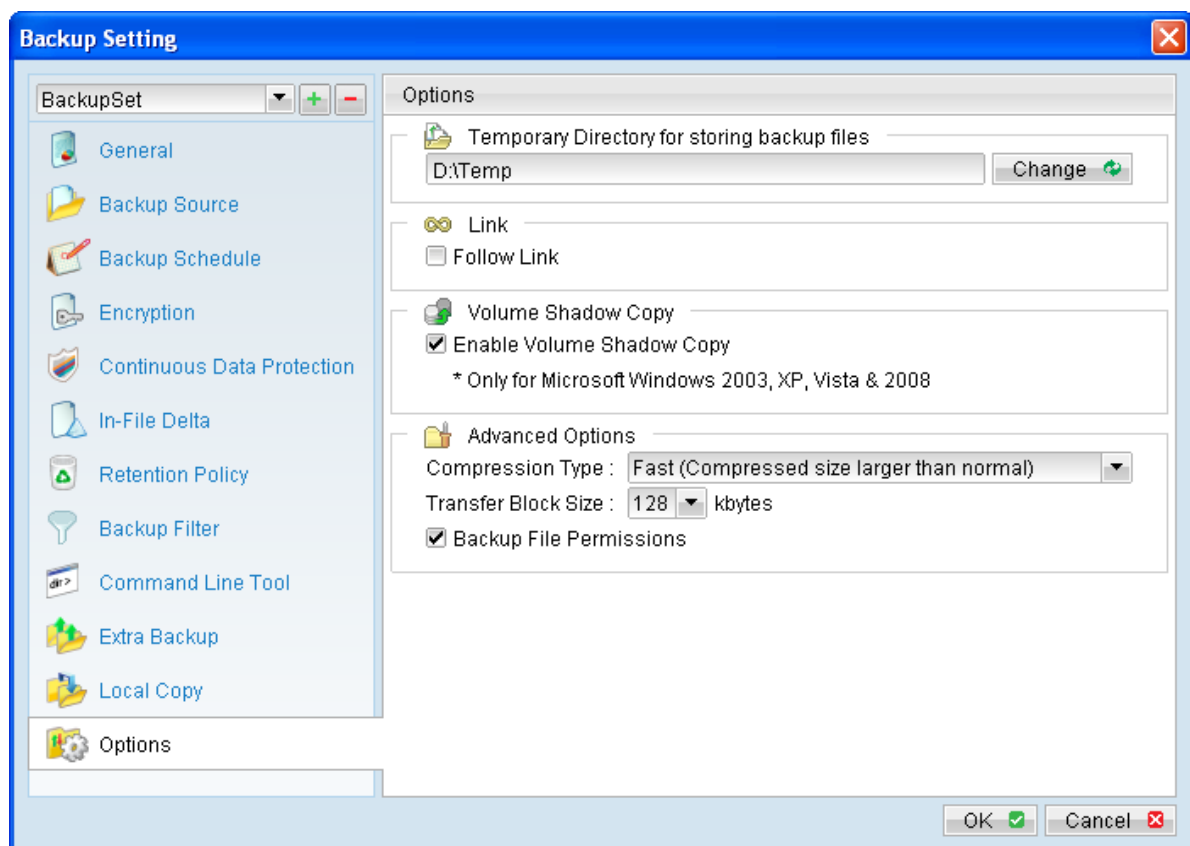 Backup Setting
BackupSet
General
Backup Source
Backup Schedule
Encryption
Continuous Data Protection
In-File Delta
Retention Policy
Backup Filter
dir>
Command Line Tool
Extra Backup
Local Copy
Options
Options
Temporary Directory for storing backup files
D:\Temp
Change
Link
Follow Link
Volume Shadow Copy
Enable Volume Shadow Copy
* Only for Microsoft Windows 2003, XP, Vista & 2008
Advanced Options
Compression Type : Fast (Compressed size larger than normal)
Transfer Block Size : 128 kbytes
Backup File Permissions
OK
Cancel